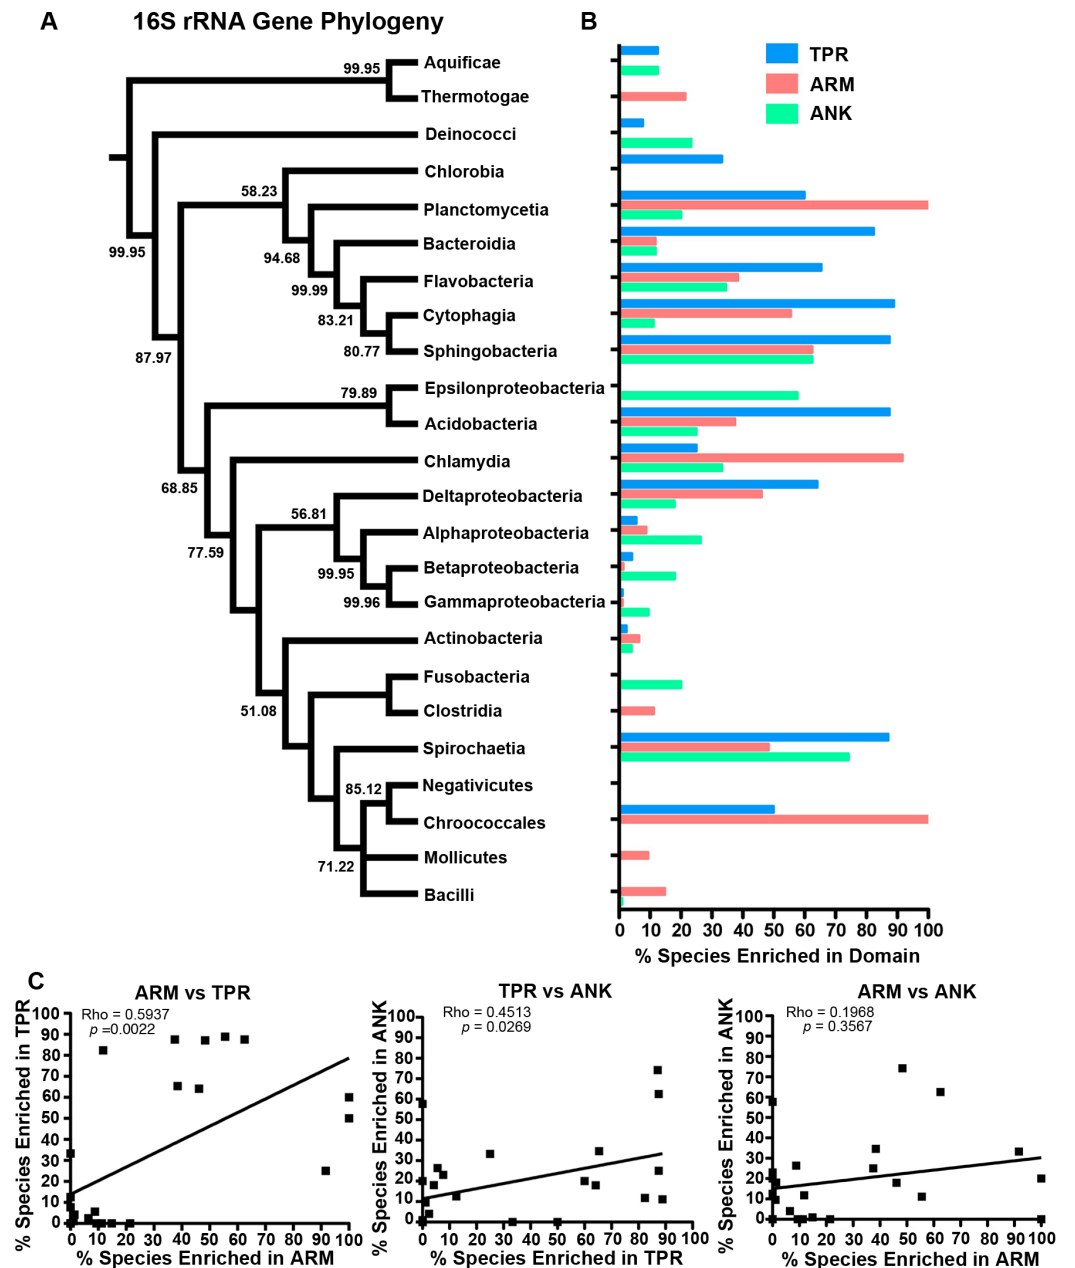 A
16S rRNA Gene Phylogeny
B
TPR
ARM
ANK
99.95
Aquificae
Thermotogae
Deinococci
58.23
Chlorobia
Planctomycetia
99.95
94.68
Bacteroidia
99.99
Flavobacteria
83.21
Cytophagia
87.97
80.77
Sphingobacteria
79.89
Epsilonproteobacteria
Acidobacteria
Chlamydia
68.85
Deltaproteobacteria
56.81
Alphaproteobacteria
77.59
99.95
Betaproteobacteria
99.96
Gammaproteobacteria
Actinobacteria
Fusobacteria
51.08
Clostridia
Spirochaetia
85.12
Negativicutes
Chroococcales
71.22
Mollicutes
Bacilli
0 10 20 30 40 50 60 70 80 90 100
% Species Enriched in Domain
C
ARM vs TPR
Rho = 0.5937
p =0.0022
% Species Enriched in TPR
100
90
80
70
60
50
40
30
20
10
0
0 10 20 30 40 50 60 70 80 90 100
% Species Enriched in ARM
TPR vs ANK
Rho = 0.4513
p = 0.0269
% Species Enriched in ANK
100
90
80
70
60
50
40
30
20
10
0
0 10 20 30 40 50 60 70 80 90 100
% Species Enriched in TPR
ARM vs ANK
Rho = 0.1968
p = 0.3567
% Species Enriched in ANK
100
90
80
70
60
50
40
30
20
10
0
0 10 20 30 40 50 60 70 80 90 100
% Species Enriched in ARM